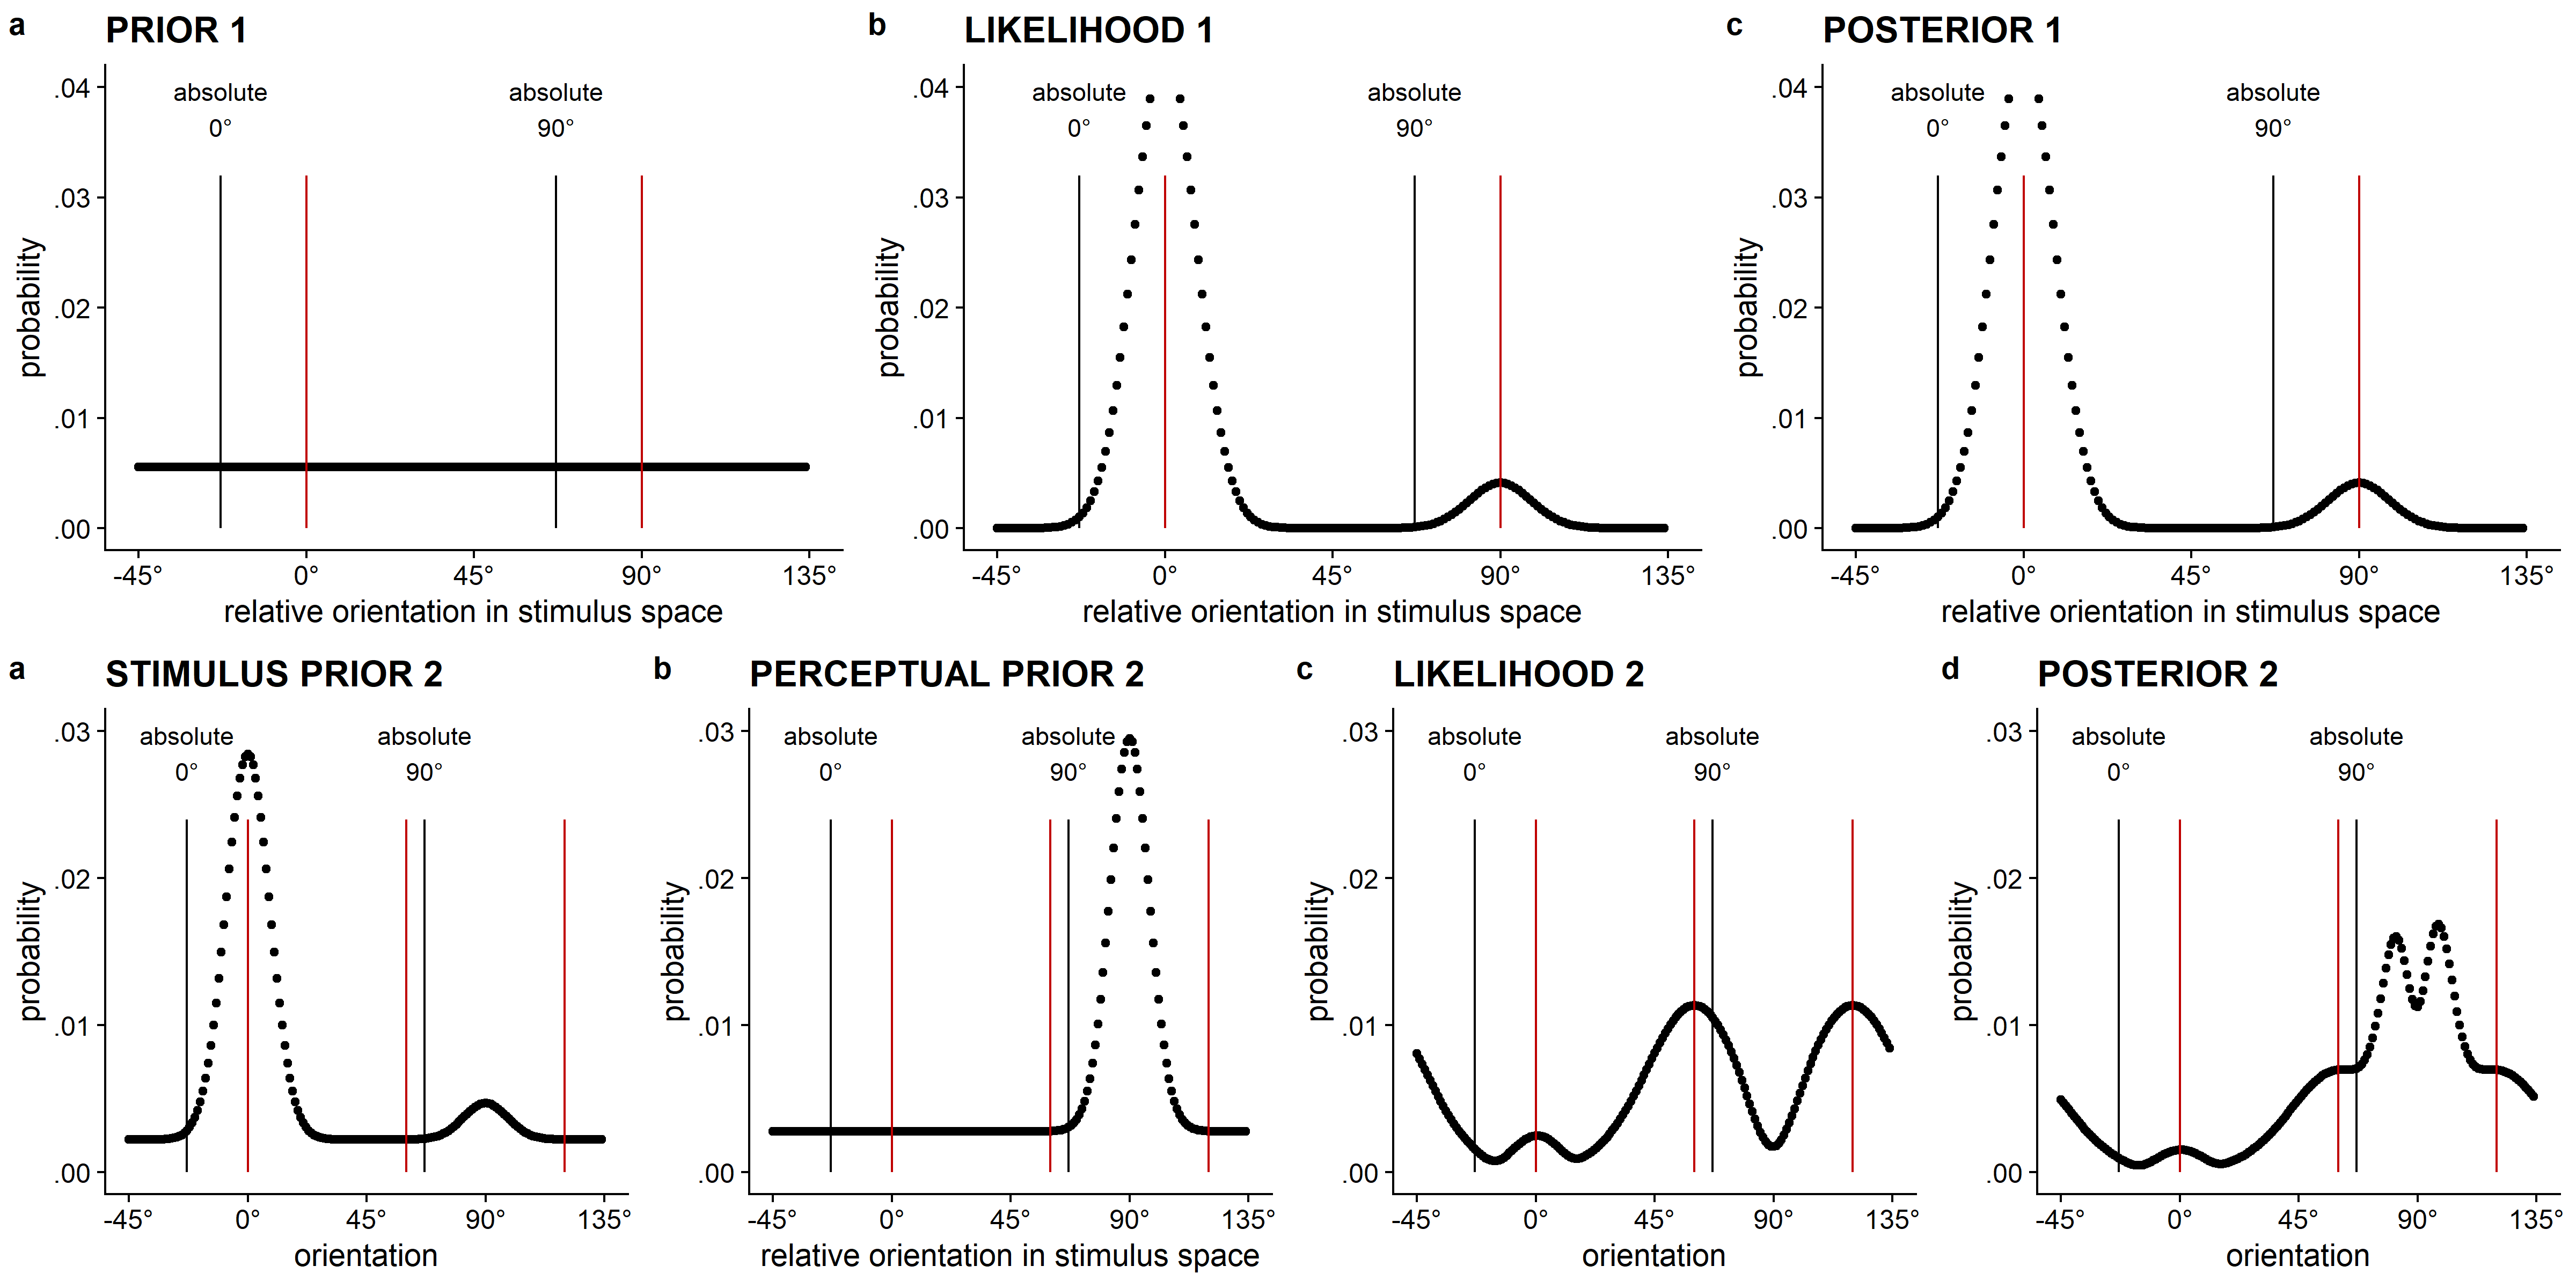 a PRIOR 1
.04
.03
.02
.01
.00
probability
absolute
0°
absolute
90°
-45° 0° 45° 90° 135°
relative orientation in stimulus space
b LIKELIHOOD 1
.04
.03
.02
.01
.00
probability
absolute
0°
absolute
90°
-45° 0° 45° 90° 135°
relative orientation in stimulus space
c POSTERIOR 1
.04
.03
.02
.01
.00
probability
absolute
0°
absolute
90°
-45° 0° 45° 90° 135°
relative orientation in stimulus space
a STIMULUS PRIOR 2
.03
.02
.01
.00
probability
absolute
0°
absolute
90°
-45° 0° 45° 90° 135°
orientation
b PERCEPTUAL PRIOR 2
.03
.02
.01
.00
probability
absolute
0°
absolute
90°
-45° 0° 45° 90° 135°
relative orientation in stimulus space
c LIKELIHOOD 2
.03
.02
.01
.00
probability
absolute
0°
absolute
90°
-45° 0° 45° 90° 135°
orientation
d POSTERIOR 2
.03
.02
.01
.00
probability
absolute
0°
absolute
90°
-45° 0° 45° 90° 135°
orientation